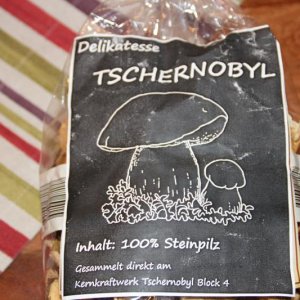 Delikatesse
TSCHERNOBYL
Inhalt: 100% Steinpilz
Gesammelt direkt am
Kernkraftwerk Tschernobyl Block 4